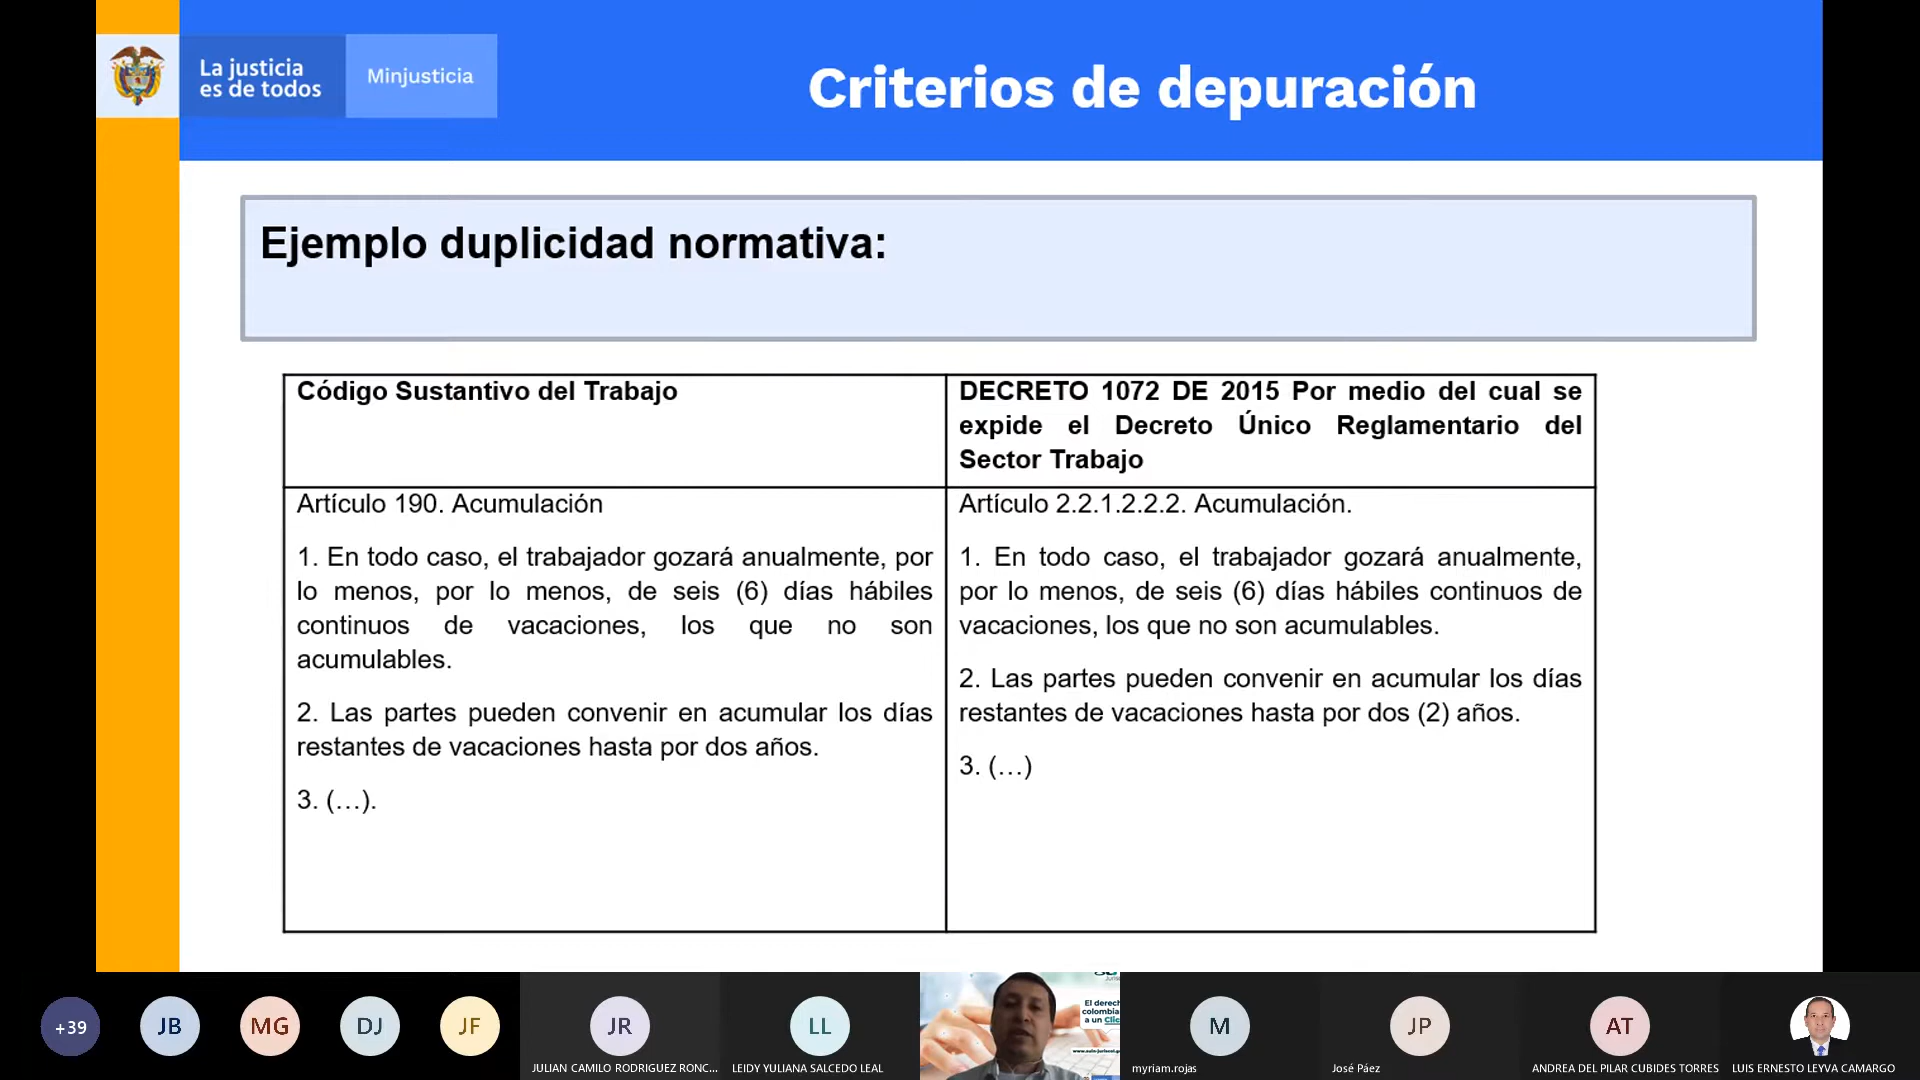 La justicia
es de todos
Minjusticia
Criterios de depuración
Ejemplo duplicidad normativa:
Código Sustantivo del Trabajo
DECRETO 1072 DE 2015 Por medio del cual se
expide el Decreto Único Reglamentario del
Sector Trabajo
Artículo 190. Acumulación
1. En todo caso, el trabajador gozará anualmente, por
lo menos, por lo menos, de seis (6) días hábiles
continuos de vacaciones, los que no son
acumulables.
2. Las partes pueden convenir en acumular los días
restantes de vacaciones hasta por dos años.
3. (…).
Artículo 2.2.1.2.2.2. Acumulación.
1. En todo caso, el trabajador gozará anualmente,
por lo menos, de seis (6) días hábiles continuos de
vacaciones, los que no son acumulables.
2. Las partes pueden convenir en acumular los días
restantes de vacaciones hasta por dos (2) años.
3. (…)
+39
JB
MG
DJ
JF
JR
JULIAN CAMILO RODRIGUEZ RONC...
LL
LEIDY YULIANA SALCEDO LEAL
El derech
colombia
a un Clic
M
myriam.rojas
JP
José Páez
AT
ANDREA DEL PILAR CUBIDES TORRES
LUIS ERNESTO LEYVA CAMARGO